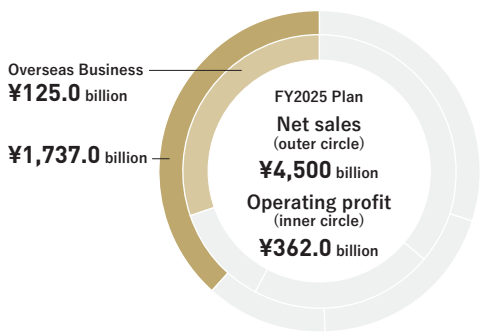 Overseas Business
¥125.0 billion
¥1,737.0 billion
FY2025 Plan
Net sales
(outer circle)
¥4,500 billion
Operating profit
(inner circle)
¥362.0 billion